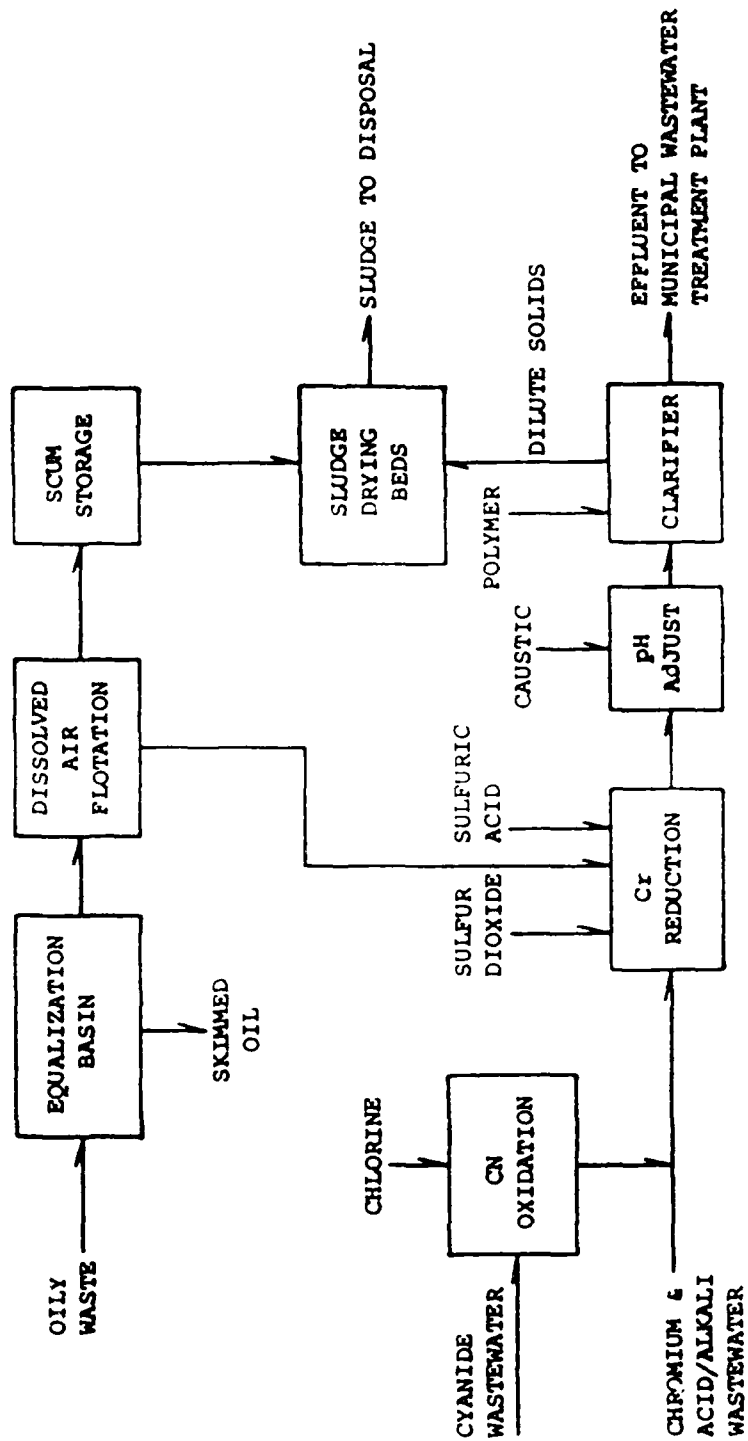 OILY
WASTE
EQUALIZATION
BASIN
SKIMMED
OIL
DISSOLVED
AIR
FLOTATION
SCUM
STORAGE
SLUDGE
DRYING
BEDS
SLUDGE TO DISPOSAL
CYANIDE
WASTEWATER
CHLORINE
CN
OXIDATION
CHROMIUM &
ACID/ALKALI
WASTEWATER
SULFUR
DIOXIDE
SULFURIC
ACID
Cr
REDUCTION
CAUSTIC
pH
ADJUST
POLYMER
CLARIFIER
DILUTE SOLIDS
EFFLUENT TO
MUNICIPAL WASTEWATER
TREATMENT PLANT